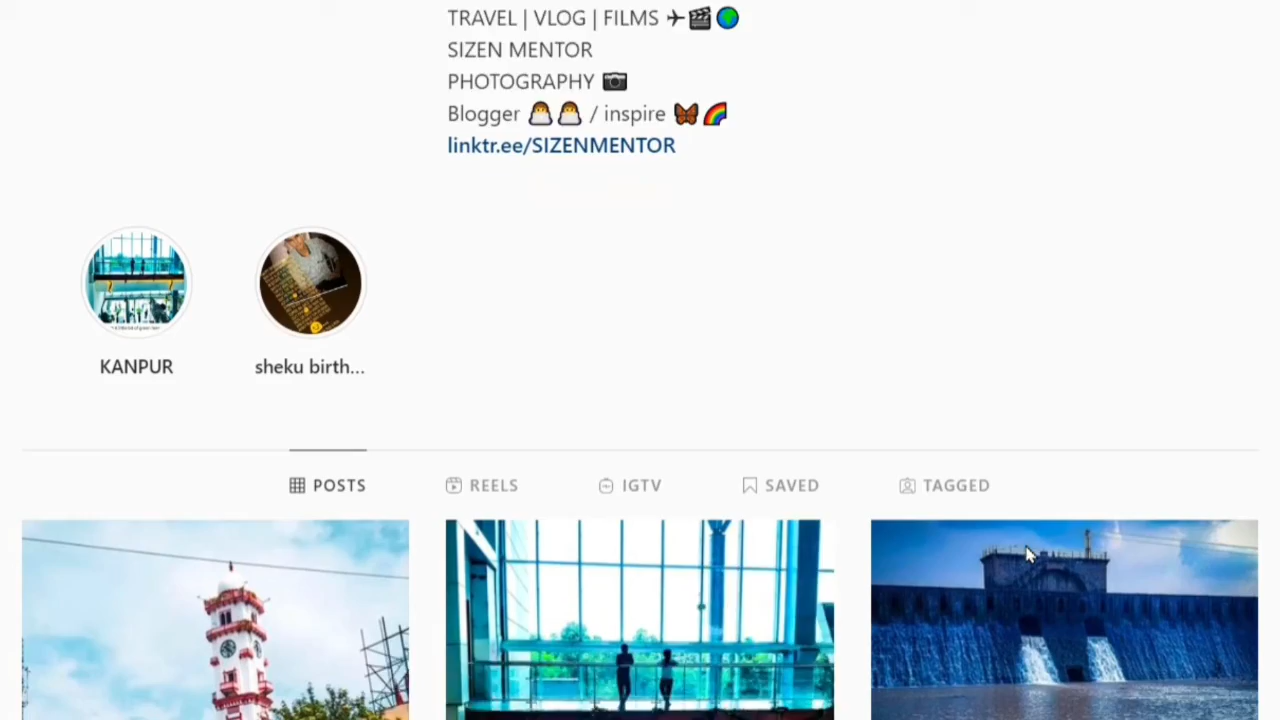 TRAVEL | VLOG | FILMS ✈🎬🌍
SIZEN MENTOR
PHOTOGRAPHY 📷
Blogger 👩‍💻👩‍💻 / inspire 🦋🌈
linktr.ee/SIZENMENTOR
KANPUR
sheku birth...
POSTS
REELS
IGTV
SAVED
TAGGED